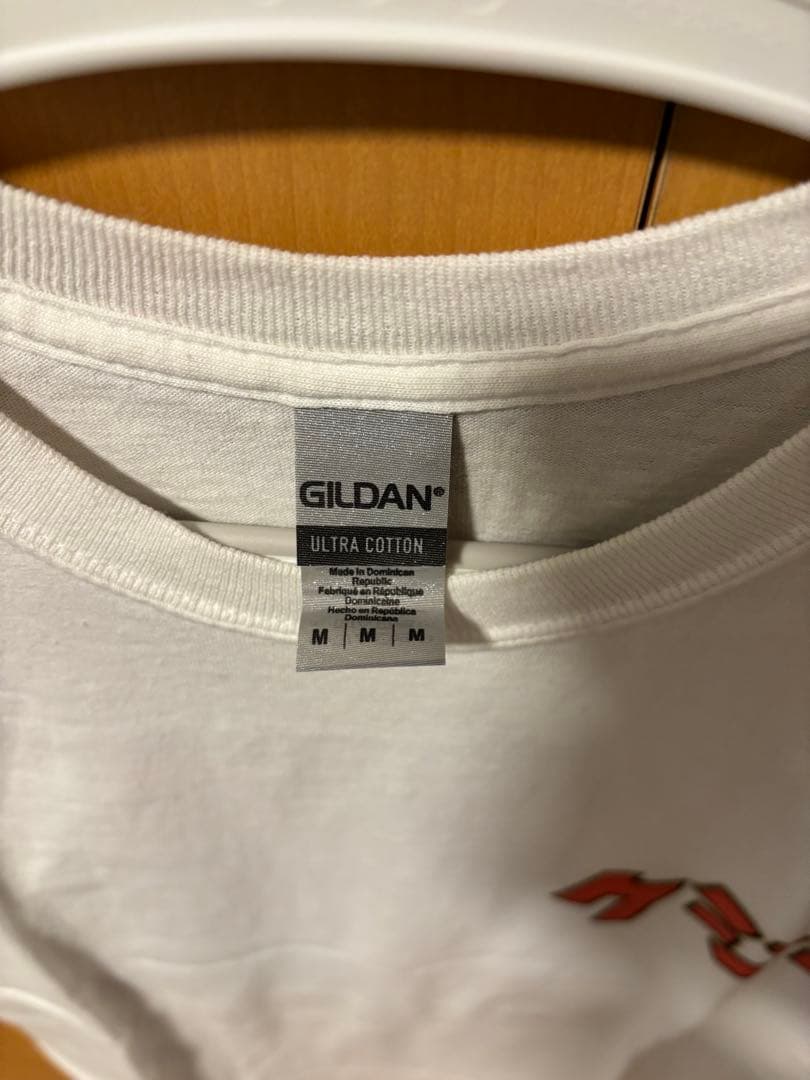 GILDAN®
ULTRA COTTON
Made in Dominican
Republic
Fabriqué en République
Dominicaine
Hecho en República
Dominicana
M | M | M